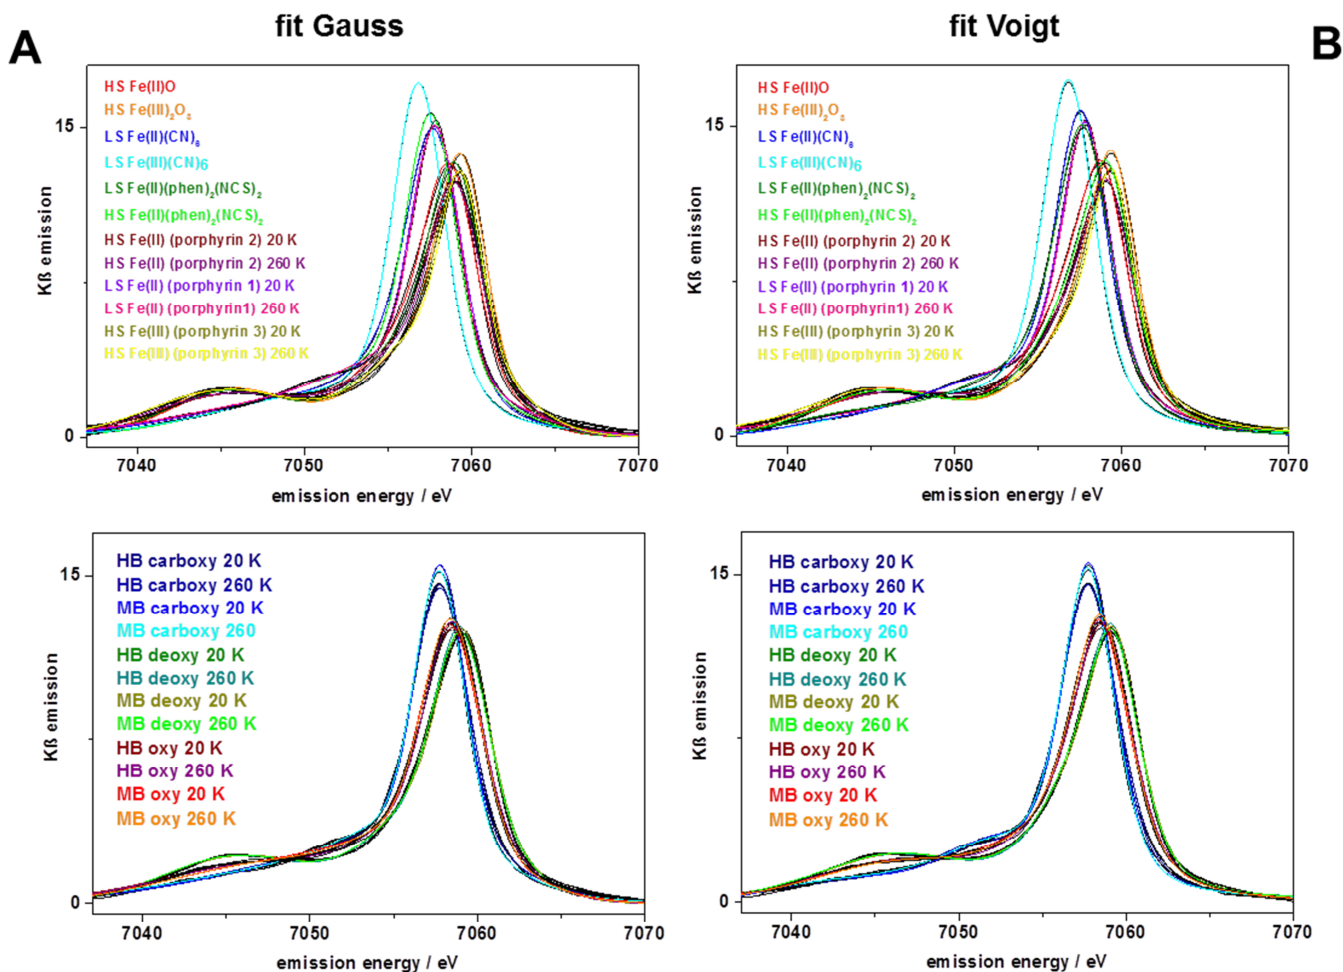 fit Gauss
fit Voigt
A
B
HS Fe(II)O
HS Fe(III)₂O₃
LS Fe(II)(CN)₆
LS Fe(III)(CN)6
LS Fe(II)(phen)₂(NCS)₂
HS Fe(II)(phen)₂(NCS)₂
HS Fe(II) (porphyrin 2) 20 K
HS Fe(II) (porphyrin 2) 260 K
LS Fe(II) (porphyrin 1) 20 K
LS Fe(II) (porphyrin1) 260 K
HS Fe(III) (porphyrin 3) 20 K
HS Fe(III) (porphyrin 3) 260 K
15
0
Kß emission
7040 7050 7060 7070
emission energy / eV
HS Fe(II)O
HS Fe(III)₂O₃
LS Fe(II)(CN)₆
LS Fe(III)(CN)6
LS Fe(II)(phen)₂(NCS)₂
HS Fe(II)(phen)₂(NCS)₂
HS Fe(II) (porphyrin 2) 20 K
HS Fe(II) (porphyrin 2) 260 K
LS Fe(II) (porphyrin 1) 20 K
LS Fe(II) (porphyrin1) 260 K
HS Fe(III) (porphyrin 3) 20 K
HS Fe(III) (porphyrin 3) 260 K
15
0
Kß emission
7040 7050 7060 7070
emission energy / eV
HB carboxy 20 K
HB carboxy 260 K
MB carboxy 20 K
MB carboxy 260
HB deoxy 20 K
HB deoxy 260 K
MB deoxy 20 K
MB deoxy 260 K
HB oxy 20 K
HB oxy 260 K
MB oxy 20 K
MB oxy 260 K
15
0
Kß emission
7040 7050 7060 7070
emission energy / eV
HB carboxy 20 K
HB carboxy 260 K
MB carboxy 20 K
MB carboxy 260
HB deoxy 20 K
HB deoxy 260 K
MB deoxy 20 K
MB deoxy 260 K
HB oxy 20 K
HB oxy 260 K
MB oxy 20 K
MB oxy 260 K
15
0
Kß emission
7040 7050 7060 7070
emission energy / eV